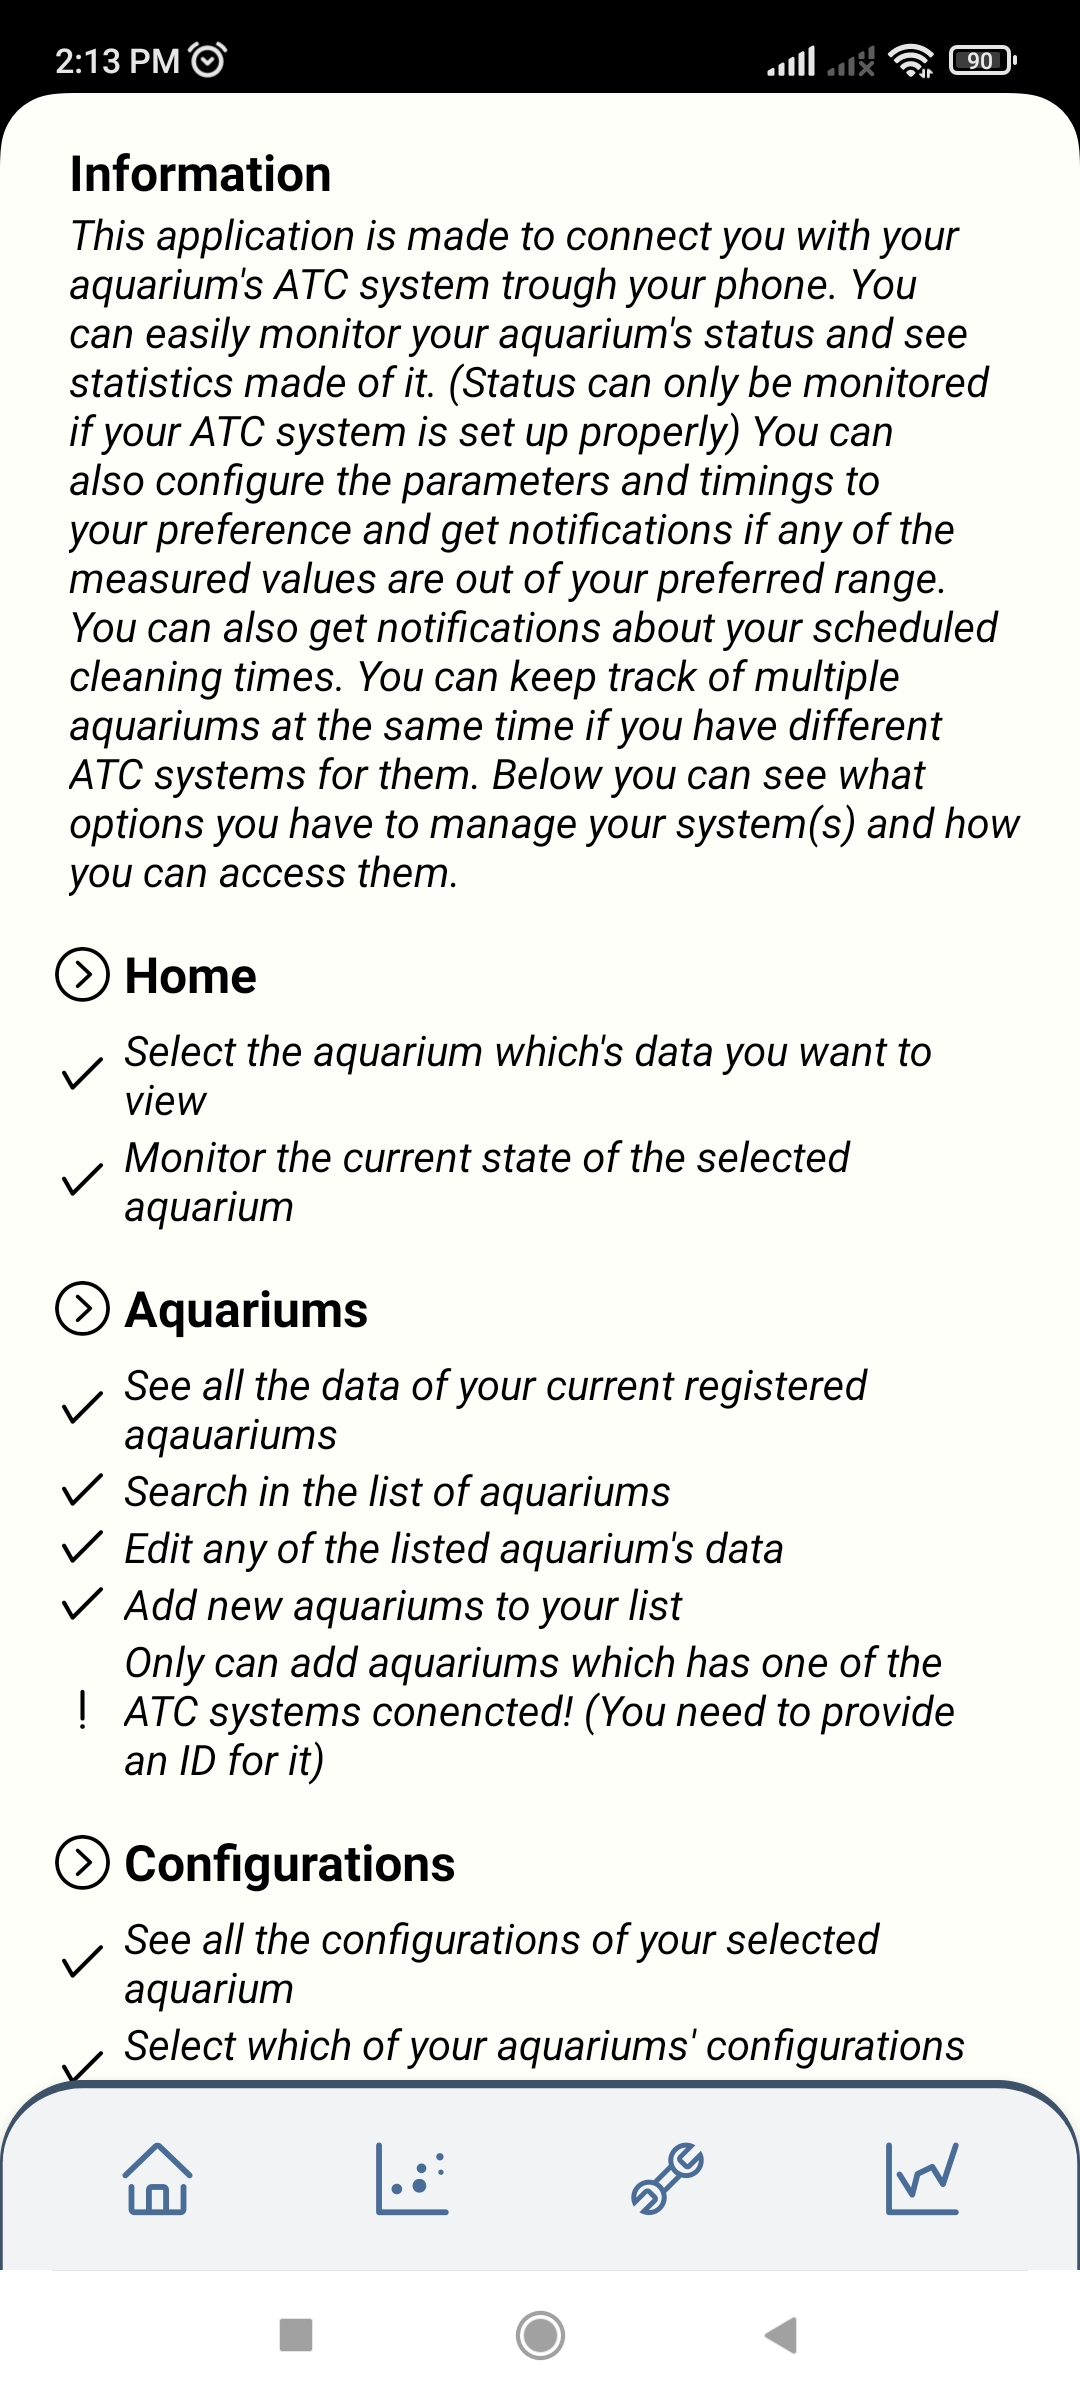 2:13 PM
90
Information
This application is made to connect you with your
aquarium's ATC system trough your phone. You
can easily monitor your aquarium's status and see
statistics made of it. (Status can only be monitored
if your ATC system is set up properly) You can
also configure the parameters and timings to
your preference and get notifications if any of the
measured values are out of your preferred range.
You can also get notifications about your scheduled
cleaning times. You can keep track of multiple
aquariums at the same time if you have different
ATC systems for them. Below you can see what
options you have to manage your system(s) and how
you can access them.
Home
Select the aquarium which's data you want to
view
Monitor the current state of the selected
aquarium
Aquariums
See all the data of your current registered
aqauariums
Search in the list of aquariums
Edit any of the listed aquarium's data
Add new aquariums to your list
Only can add aquariums which has one of the
! ATC systems conencted! (You need to provide
an ID for it)
Configurations
See all the configurations of your selected
aquarium
Select which of your aquariums' configurations